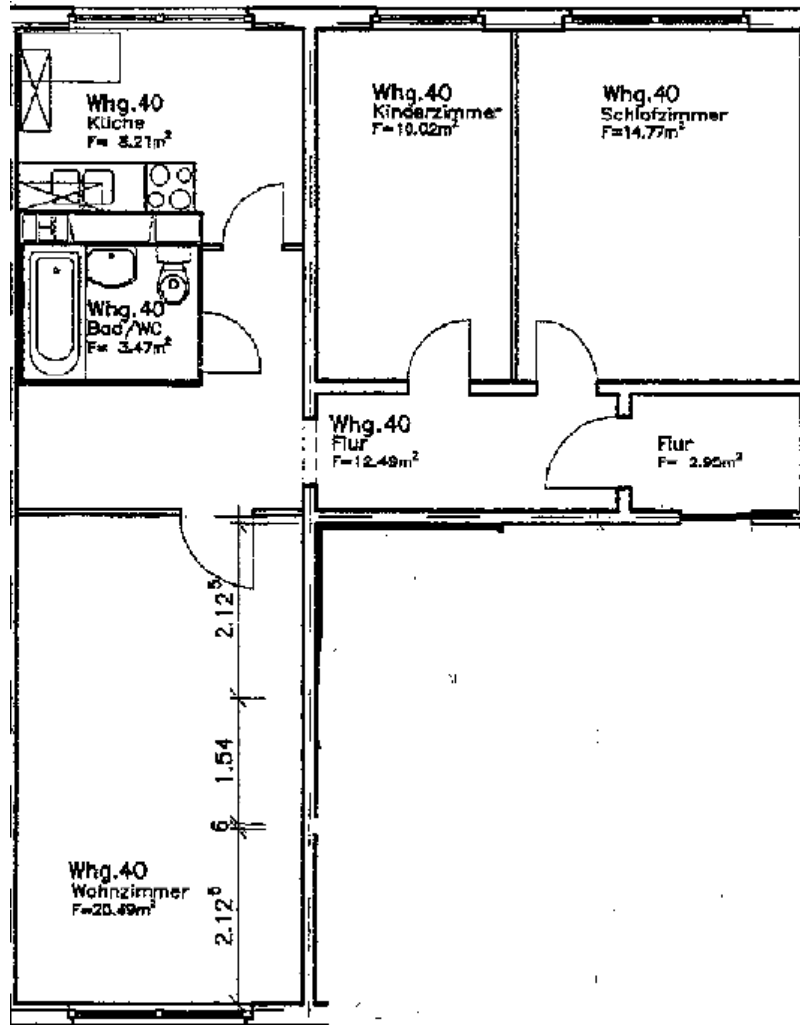 Whg.40
Küche
F= 8.21m²
Whg.40
Kinderzimmer
F=10.02m²
Whg.40
Schlafzimmer
F=14.77m²
Whg.40
Bad/WC
F= 3.47m²
Whg.40
Flur
F=12.49m²
Flur
F= 2.95m²
2.12⁵
1.54
6
2.12⁵
Whg.40
Wohnzimmer
F=20.49m²